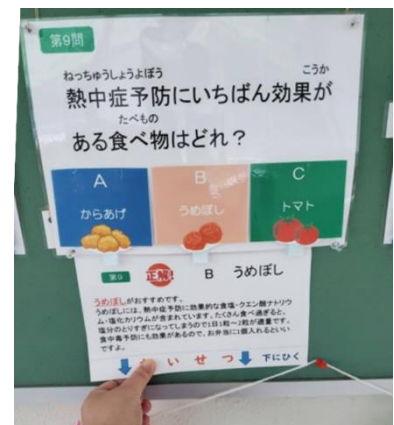 第9問
ねっちゅうしょうよぼう こうか
熱中症予防にいちばん効果が
たべもの
ある食べ物はどれ？
A B C
からあげ うめぼし トマト
B うめぼし
うめぼしがおすすめです。
うめぼしには、熱中症予防に効果的な食塩・クエン酸ナトリウ
ム・塩化カリウムが含まれています。たくさん食べ過ぎると、
塩分のとりすぎになってしまうので1日1粒～2粒が適量です。
食中毒予防にも効果があるので、お弁当に1個入れるといい
ですよ。
いせつ 下にひく